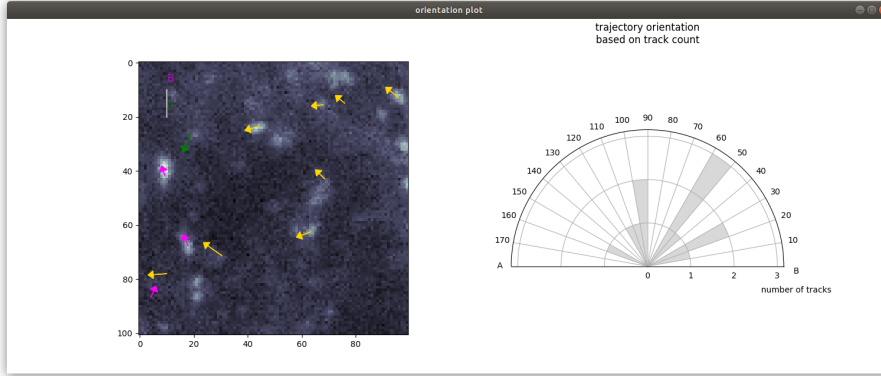 orientation plot
trajectory orientation
based on track count
B
0
20
40
60
80
100
0 20 40 60 80
90
100 80
110 70
120 60
130 50
140 40
150 30
160 20
170 10
A B
0 1 2 3
number of tracks